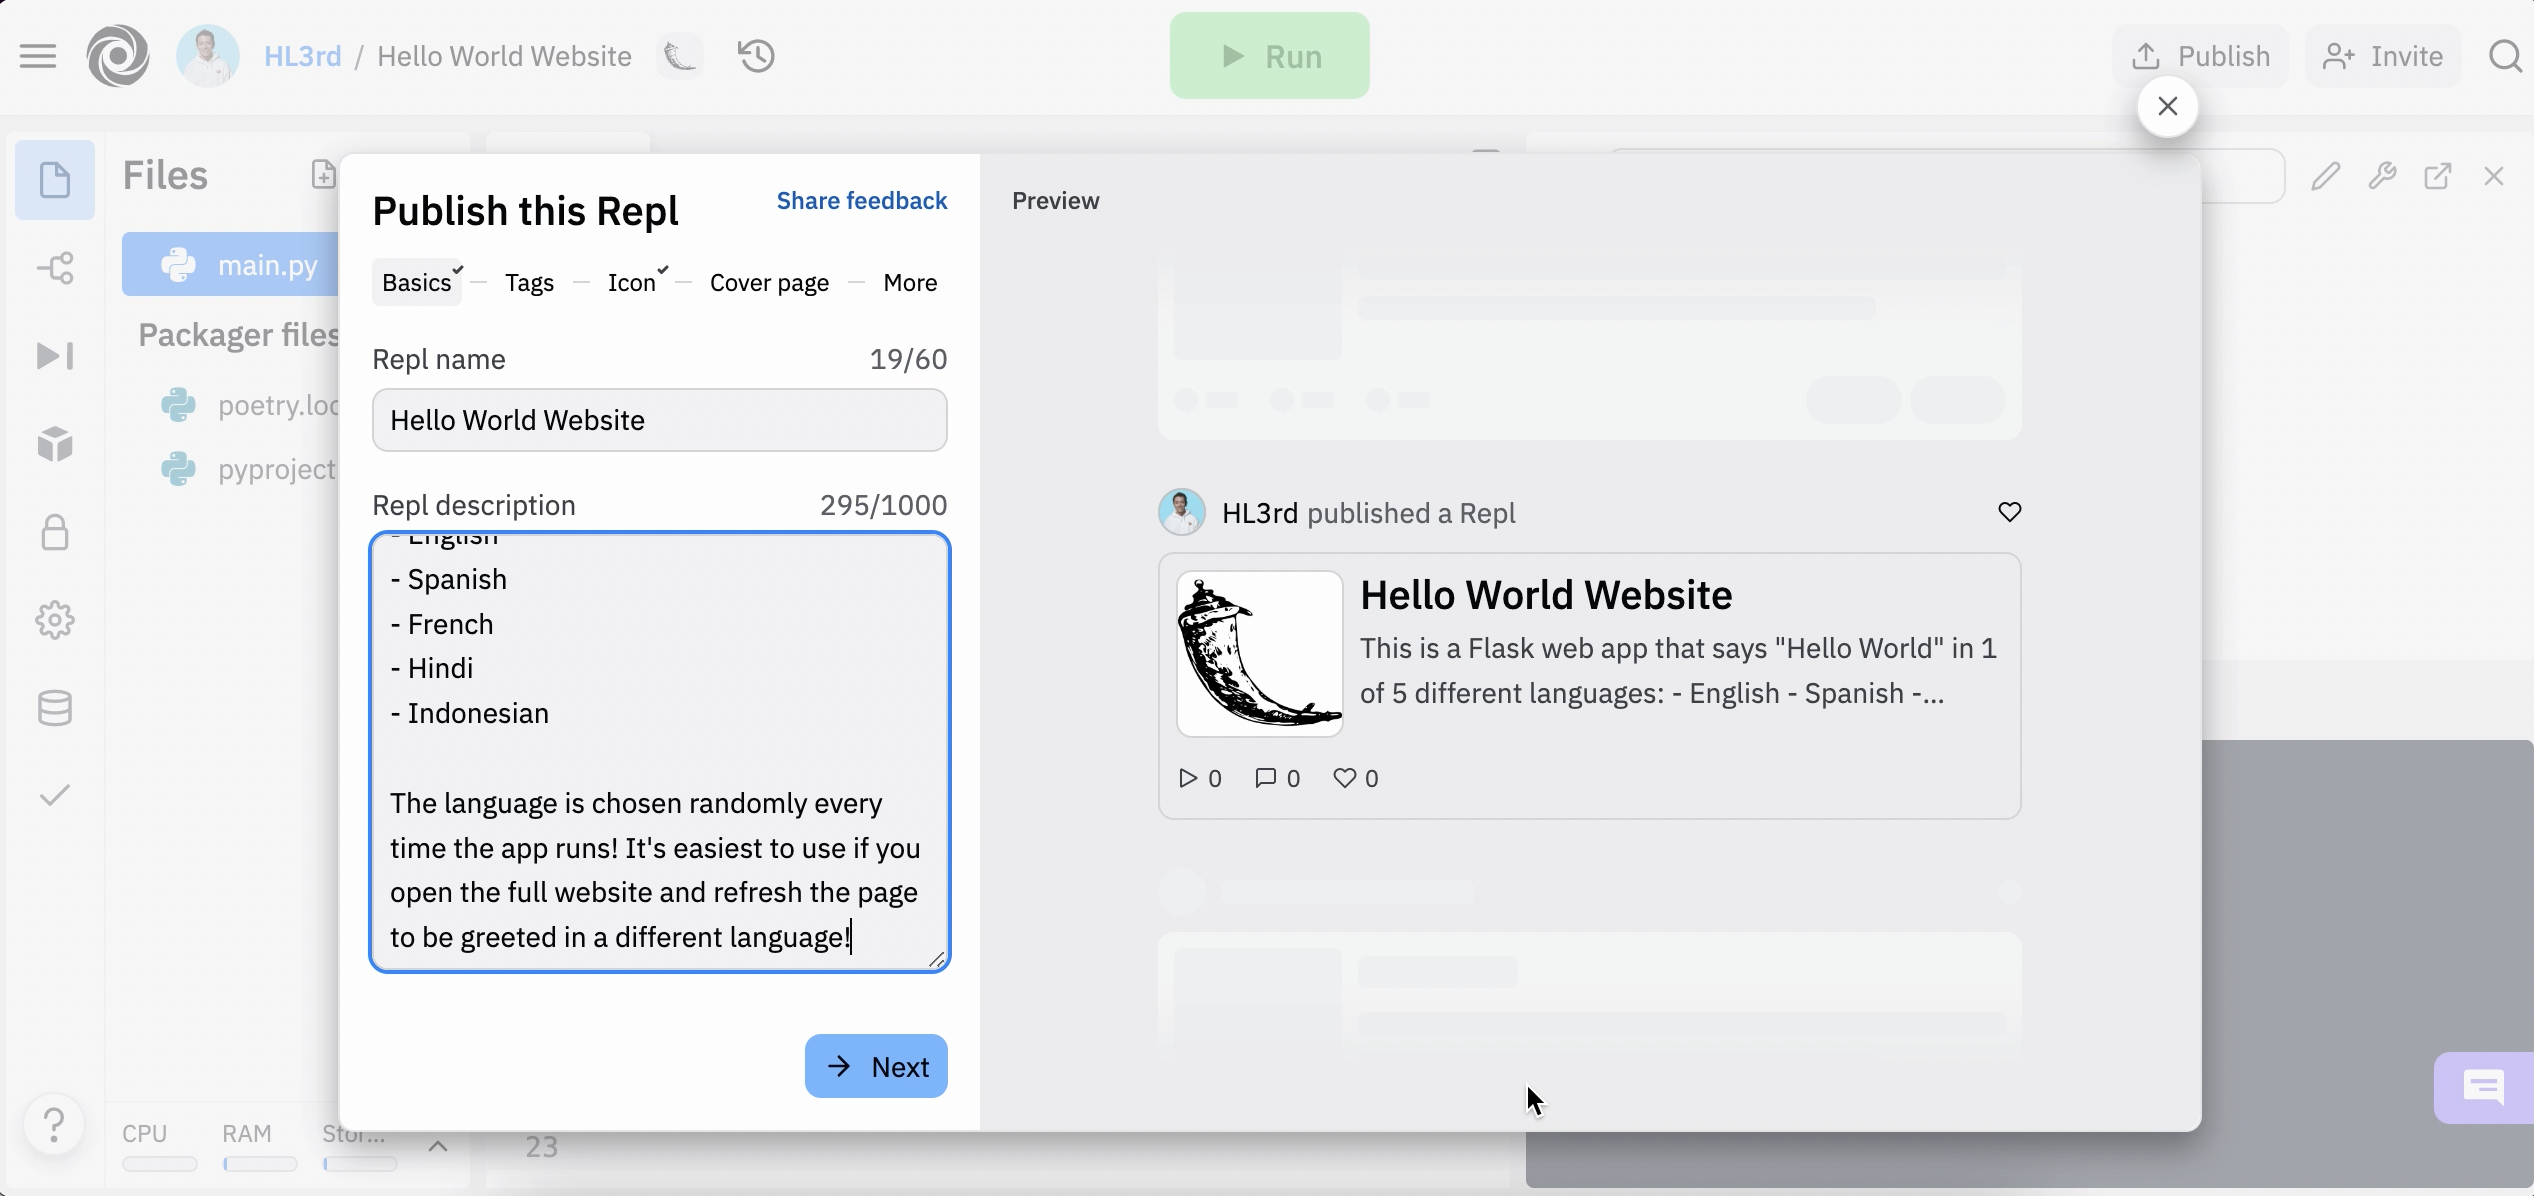 HL3rd / Hello World Website
Run
Publish
Invite
Files
main.py
Packager files
poetry.loc
pyproject
CPU
RAM
Stor...
23
Publish this Repl
Share feedback
Basics
Tags
Icon
Cover page
More
Repl name
19/60
Hello World Website
Repl description
295/1000
- English
- Spanish
- French
- Hindi
- Indonesian
The language is chosen randomly every
time the app runs! It's easiest to use if you
open the full website and refresh the page
to be greeted in a different language!
Next
Preview
HL3rd published a Repl
Hello World Website
This is a Flask web app that says "Hello World" in 1
of 5 different languages: - English - Spanish -...
0
0
0